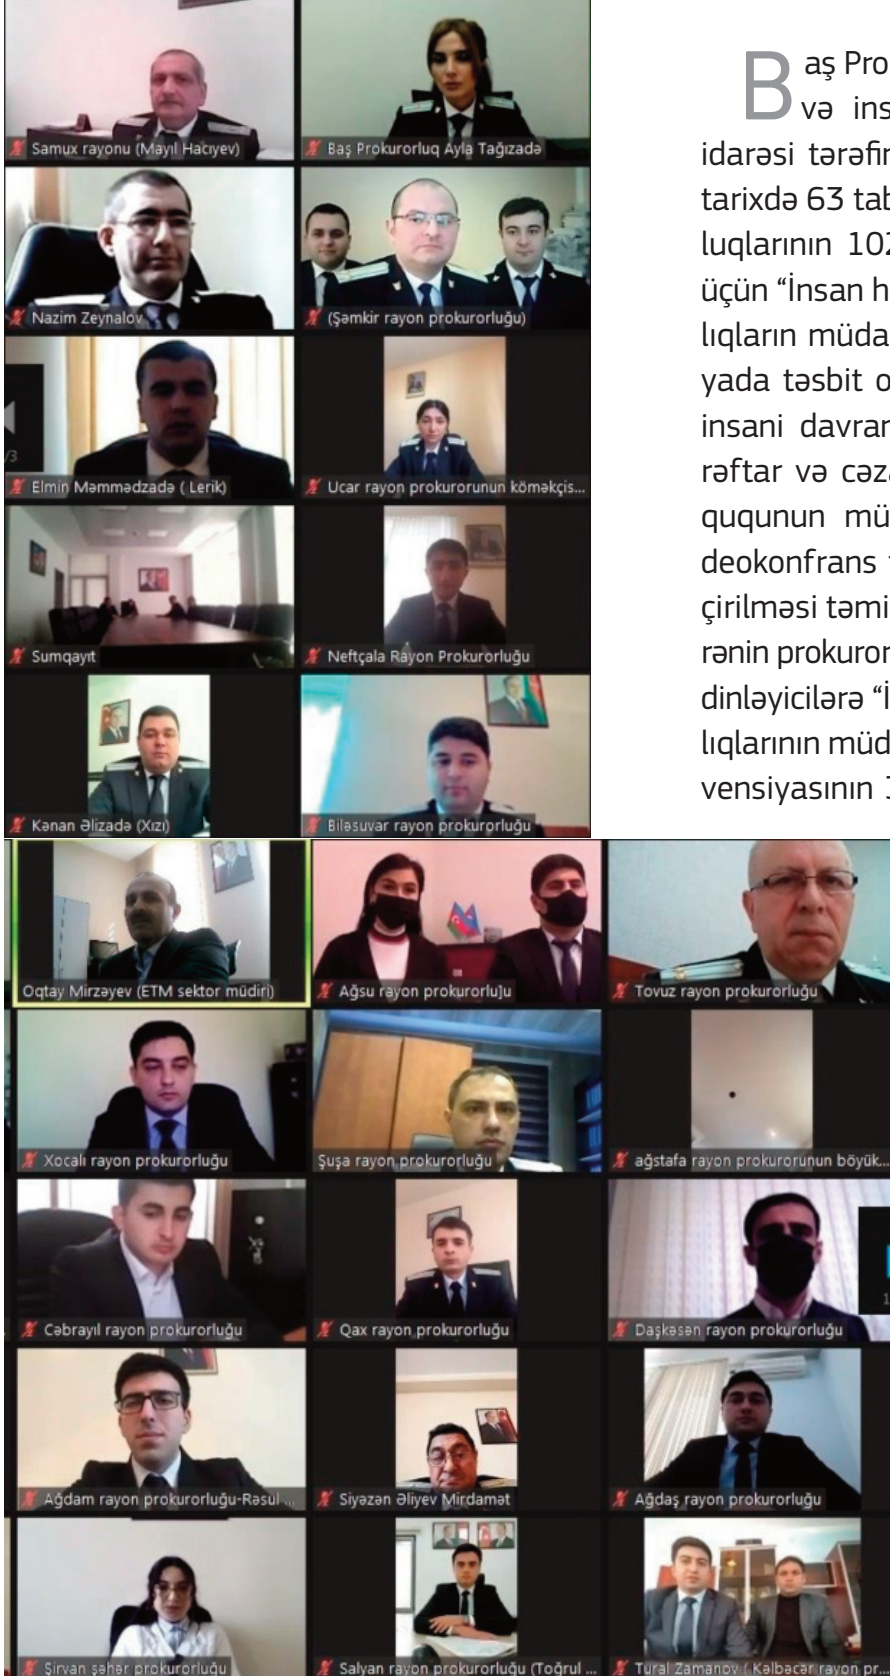 Samux rayonu (Mayıl Hacıyev)
Baş Prokurorluq Ayla Tağızadə
Nazim Zeynalov
(Şəmkir rayon prokurorluğu)
/3
Elmin Məmmədzadə ( Lerik)
Ucar rayon prokurorunun köməkçis...
Sumqayıt
Neftçala Rayon Prokurorluğu
Kənan Əlizadə (Xızı)
Biləsuvar rayon prokurorluğu
Baş Pro
və ins
idarəsi tərəfin
tarixdə 63 tab
luqlarının 102
üçün “İnsan h
lıqların müda
yada təsbit o
insani davran
rəftar və cəza
ququnun mü
deokonfrans
çirilməsi təmi
rənin prokuror
dinləyicilərə “İ
lıqlarının müd
vensiyasının 3
Oqtay Mirzəyev (ETM sektor müdiri)
Ağsu rayon prokurorlu]u
Tovuz rayon prokurorluğu
Xocalı rayon prokurorluğu
Şuşa rayon prokurorluğu
ağstafa rayon prokurorunun böyük...
Cəbrayıl rayon prokurorluğu
Qax rayon prokurorluğu
Daşkəsən rayon prokurorluğu
Ağdam rayon prokurorluğu-Rəsul ...
Siyəzən Əliyev Mirdamət
Ağdaş rayon prokurorluğu
Şirvan şəhər prokurorluğu
Salyan rayon prokurorluğu (Toğrul ...
Tural Zamanov ( Kəlbəcər rayon pr...